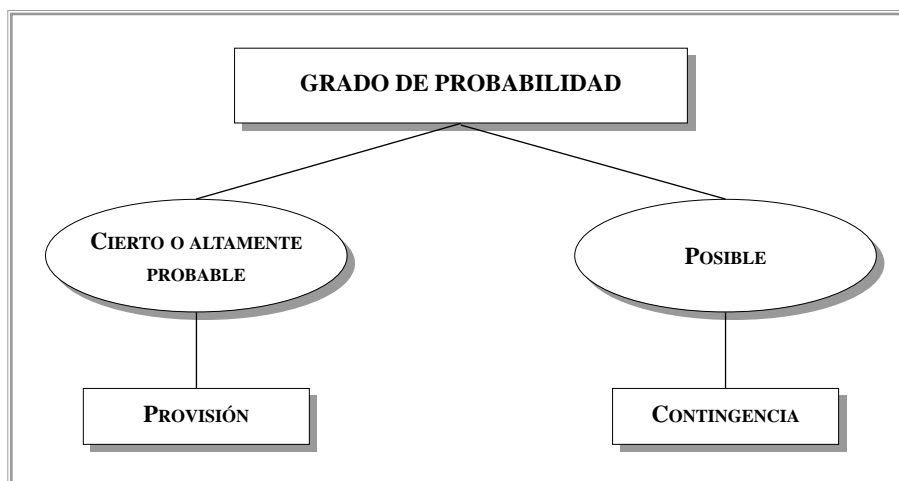 GRADO DE PROBABILIDAD
CIERTO O ALTAMENTE
PROBABLE
POSIBLE
PROVISIÓN
CONTINGENCIA